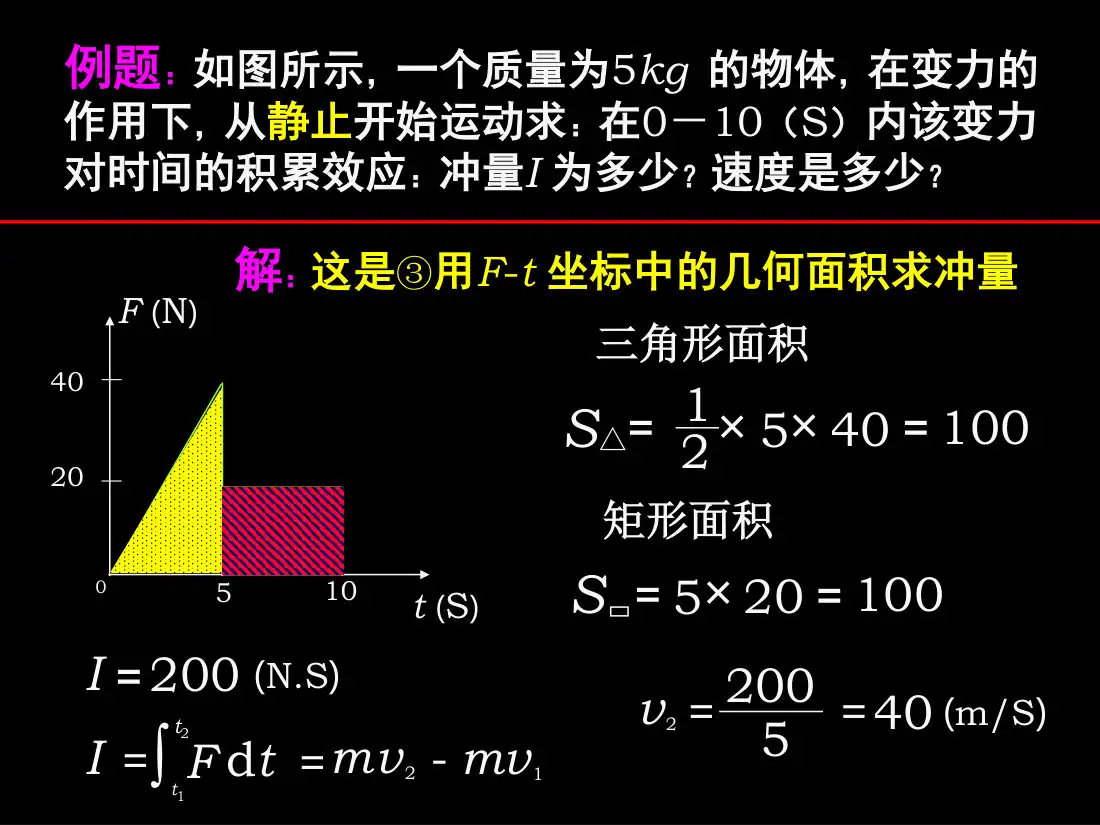 例题：如图所示，一个质量为5kg 的物体，在变力的
作用下，从静止开始运动求：在0－10（S）内该变力
对时间的积累效应：冲量I 为多少？速度是多少？
解：这是③用F-t 坐标中的几何面积求冲量
F (N)
40
20
0
5
10
t (S)
三角形面积
S△= 1/2 × 5× 40 = 100
矩形面积
S▭= 5× 20 = 100
I = 200 (N.S)
v₂ = 200/5 = 40 (m/S)
I = ∫t₁t₂ Fdt = mv₂ - mv₁